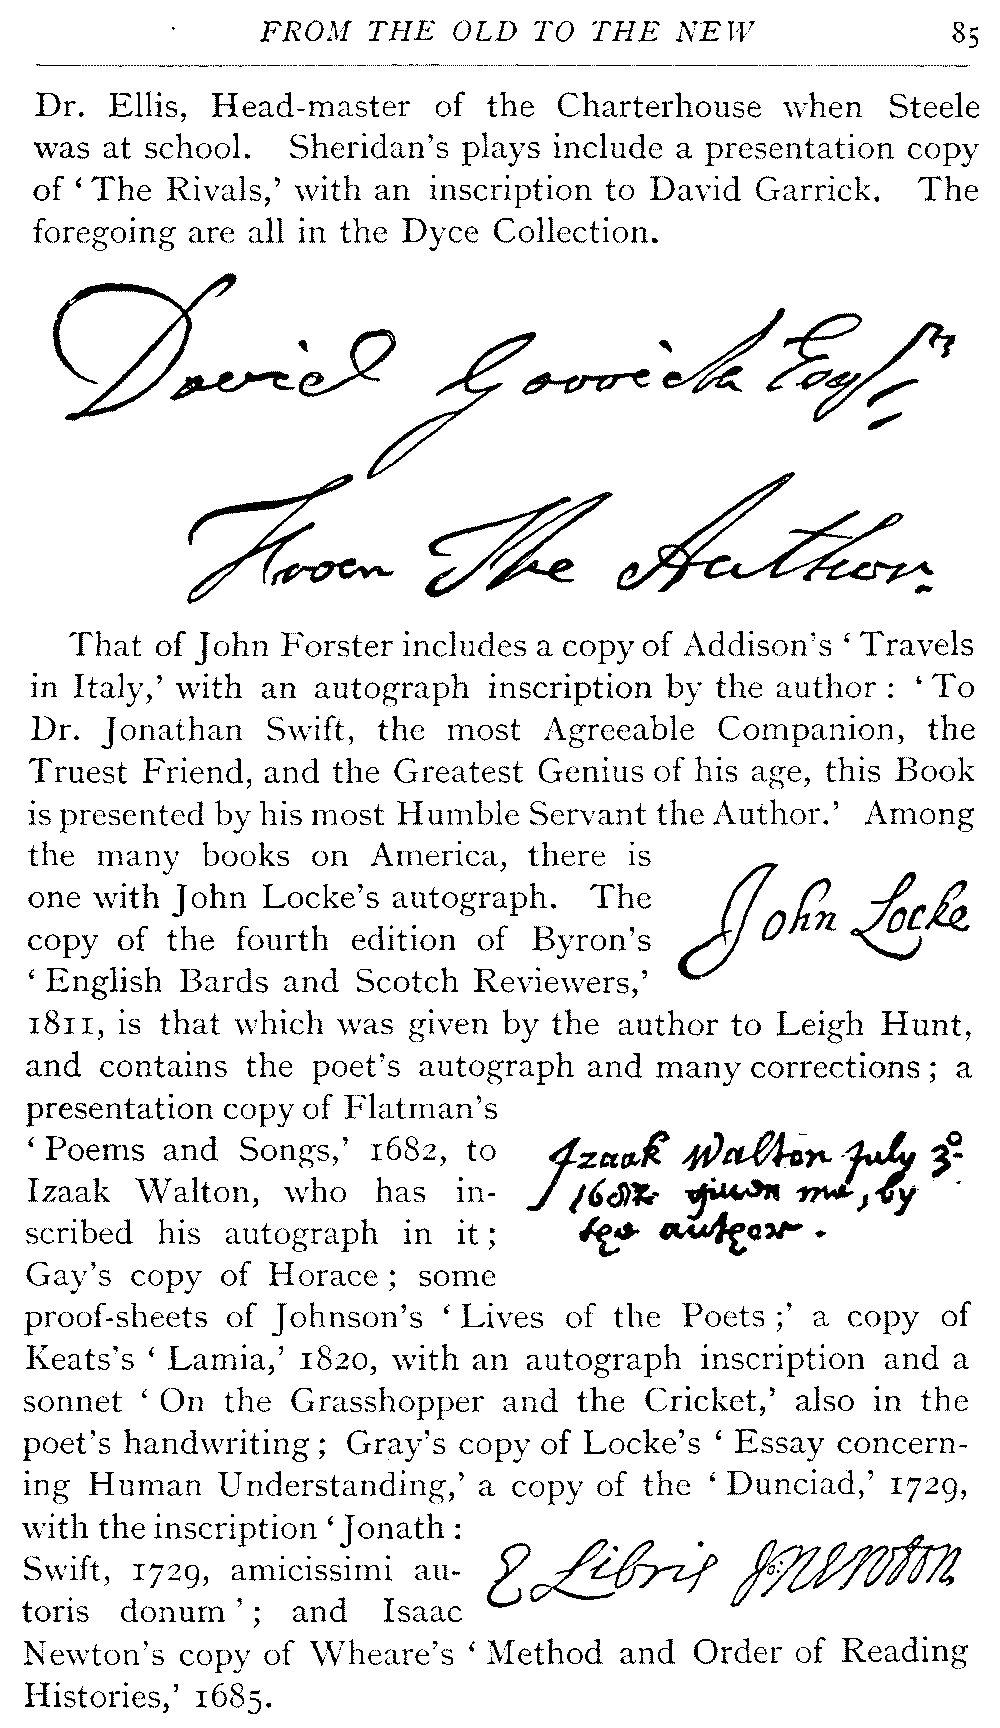 FROM THE OLD TO THE NEW 85
Dr. Ellis, Head-master of the Charterhouse when Steele
was at school. Sheridan's plays include a presentation copy
of ‘The Rivals,’ with an inscription to David Garrick. The
foregoing are all in the Dyce Collection.
David Garrick Esqr.
From The Author.
That of John Forster includes a copy of Addison's ‘Travels
in Italy,’ with an autograph inscription by the author : ‘To
Dr. Jonathan Swift, the most Agreeable Companion, the
Truest Friend, and the Greatest Genius of his age, this Book
is presented by his most Humble Servant the Author.’ Among
the many books on America, there is
one with John Locke's autograph. The
copy of the fourth edition of Byron's
‘English Bards and Scotch Reviewers,’
John Locke
1811, is that which was given by the author to Leigh Hunt,
and contains the poet's autograph and many corrections ; a
presentation copy of Flatman's
‘Poems and Songs,’ 1682, to
Izaak Walton, who has in-
scribed his autograph in it ;
Gay's copy of Horace ; some
Izaak Walton July 3º
1682 given me, by
the author.
proof-sheets of Johnson's ‘Lives of the Poets ;’ a copy of
Keats's ‘Lamia,’ 1820, with an autograph inscription and a
sonnet ‘On the Grasshopper and the Cricket,’ also in the
poet's handwriting ; Gray's copy of Locke's ‘Essay concern-
ing Human Understanding,’ a copy of the ‘Dunciad,’ 1729,
with the inscription ‘Jonath :
Swift, 1729, amicissimi au-
toris donum’ ; and Isaac
E Libris Js: Newton
Newton's copy of Wheare's ‘Method and Order of Reading
Histories,’ 1685.